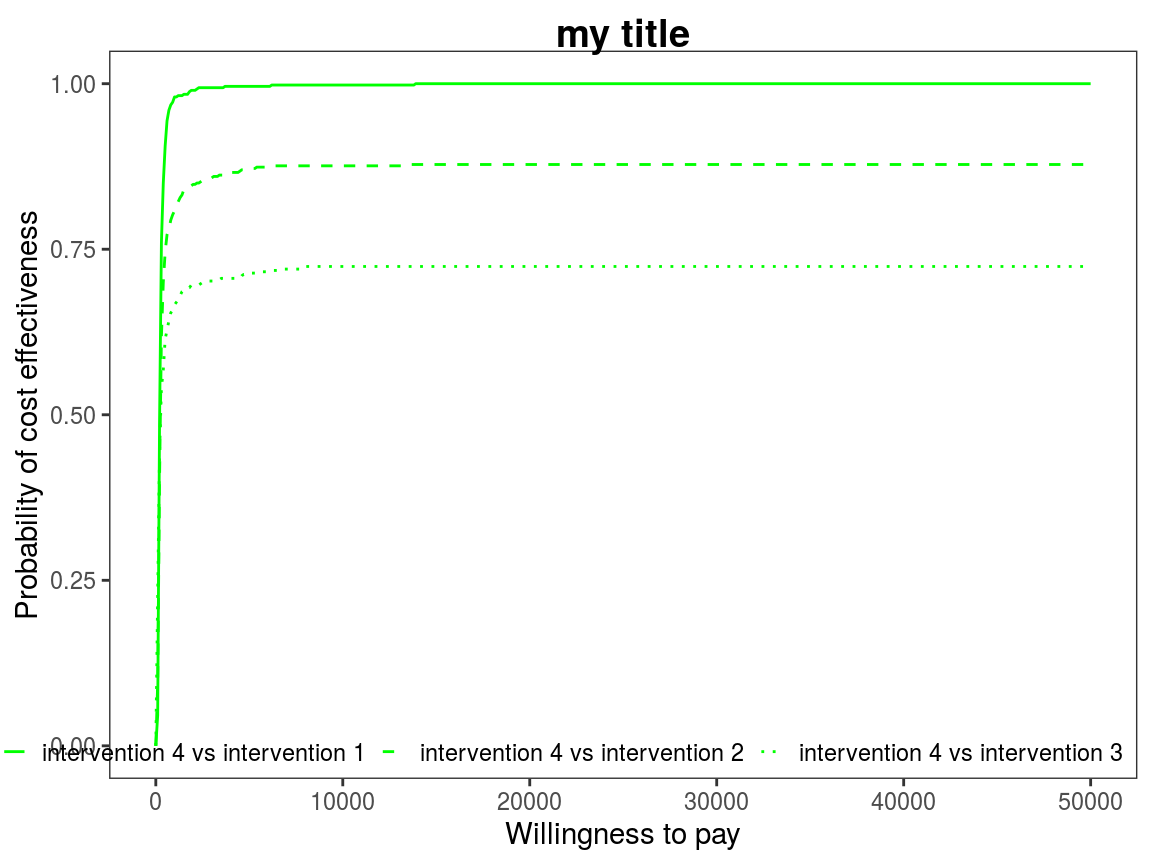 my title
Probability of cost effectiveness
1.00
0.75
0.50
0.25
0.00
intervention 4 vs intervention 1 intervention 4 vs intervention 2 intervention 4 vs intervention 3
0 10000 20000 30000 40000 50000
Willingness to pay